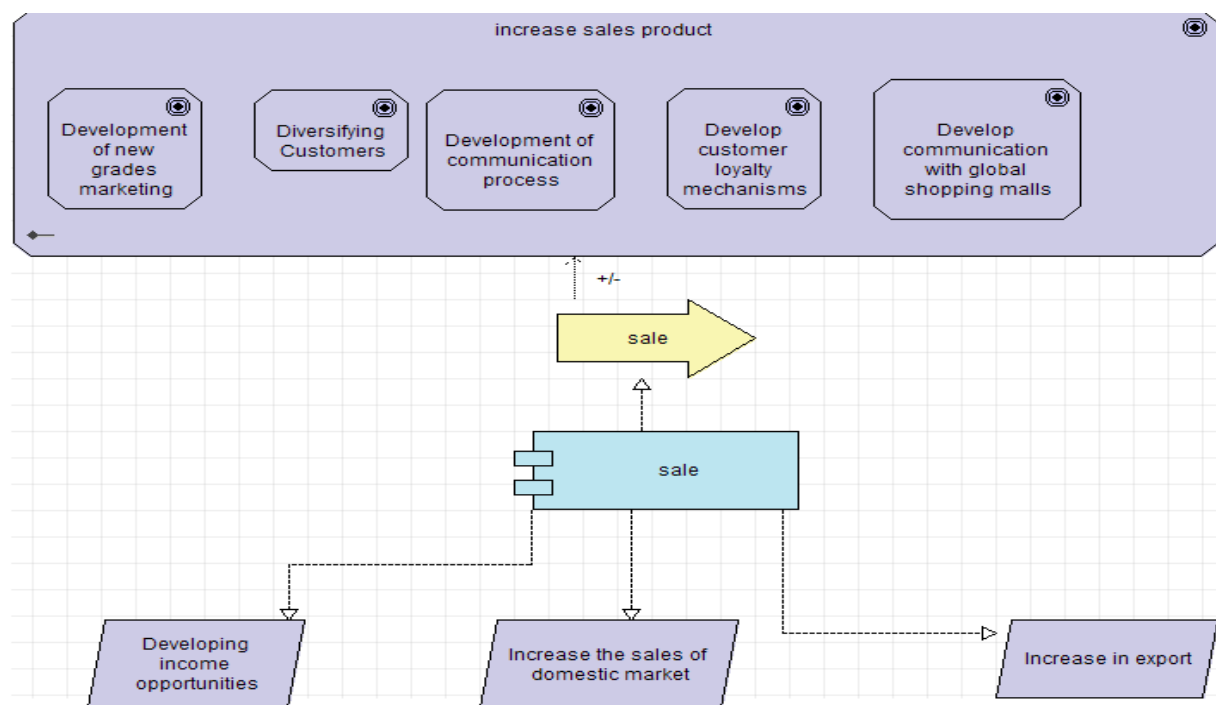 increase sales product
Development
of new
grades
marketing
Diversifying
Customers
Development of
communication
process
Develop
customer
loyalty
mechanisms
Develop
communication
with global
shopping malls
+/-
sale
sale
Developing
income
opportunities
Increase the sales of
domestic market
Increase in export